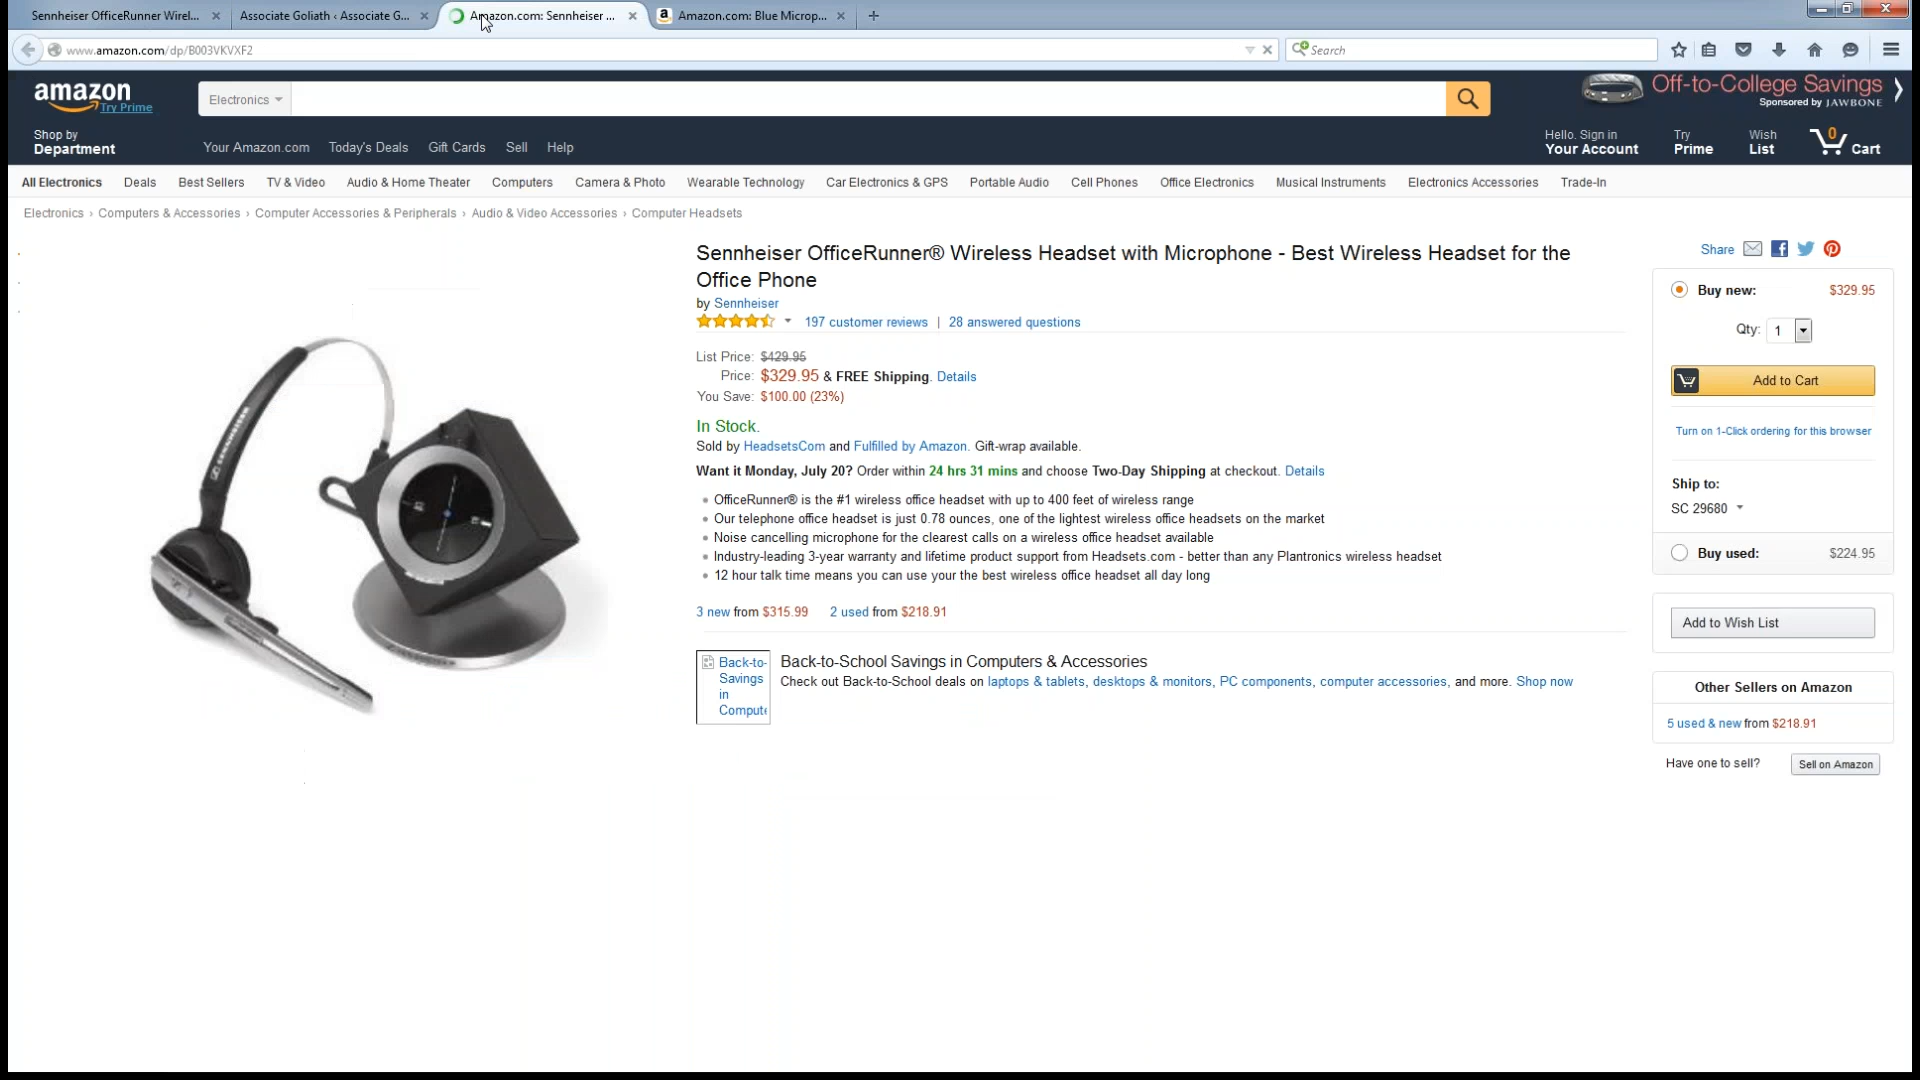 Sennheiser OfficeRunner Wirel...
Associate Goliath ‹ Associate G...
Amazon.com: Sennheiser ...
Amazon.com: Blue Microp...
www.amazon.com/dp/B003VKVXF2
Search
amazon
Try Prime
Electronics
Off-to-College Savings
Sponsored by JAWBONE
Shop by
Department
Your Amazon.com Today's Deals Gift Cards Sell Help
Hello. Sign in
Your Account
Try
Prime
Wish
List
0
Cart
All Electronics Deals Best Sellers TV & Video Audio & Home Theater Computers Camera & Photo Wearable Technology Car Electronics & GPS Portable Audio Cell Phones Office Electronics Musical Instruments Electronics Accessories Trade-In
Electronics › Computers & Accessories › Computer Accessories & Peripherals › Audio & Video Accessories › Computer Headsets
SENNHEISER
Sennheiser OfficeRunner® Wireless Headset with Microphone - Best Wireless Headset for the
Office Phone
by Sennheiser
197 customer reviews | 28 answered questions
List Price: $429.95
Price: $329.95 & FREE Shipping. Details
You Save: $100.00 (23%)
In Stock.
Sold by HeadsetsCom and Fulfilled by Amazon. Gift-wrap available.
Want it Monday, July 20? Order within 24 hrs 31 mins and choose Two-Day Shipping at checkout. Details
• OfficeRunner® is the #1 wireless office headset with up to 400 feet of wireless range
• Our telephone office headset is just 0.78 ounces, one of the lightest wireless office headsets on the market
• Noise cancelling microphone for the clearest calls on a wireless office headset available
• Industry-leading 3-year warranty and lifetime product support from Headsets.com - better than any Plantronics wireless headset
• 12 hour talk time means you can use your the best wireless office headset all day long
3 new from $315.99 2 used from $218.91
Back-to-
Savings
in
Compute
Back-to-School Savings in Computers & Accessories
Check out Back-to-School deals on laptops & tablets, desktops & monitors, PC components, computer accessories, and more. Shop now
Share
Buy new: $329.95
Qty: 1
Add to Cart
Turn on 1-Click ordering for this browser
Ship to:
SC 29680
Buy used: $224.95
Add to Wish List
Other Sellers on Amazon
5 used & new from $218.91
Have one to sell? Sell on Amazon